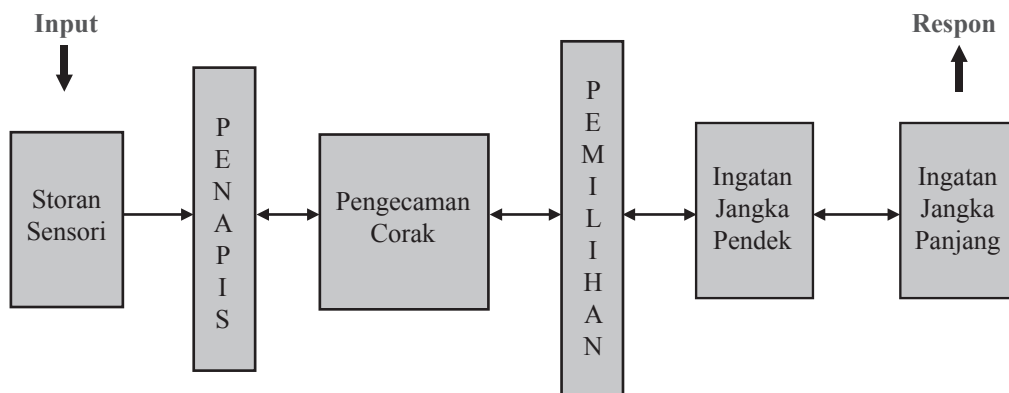 Input
Respon
Storan
Sensori
P
E
N
A
P
I
S
Pengecaman
Corak
P
E
M
I
L
I
H
A
N
Ingatan
Jangka
Pendek
Ingatan
Jangka
Panjang